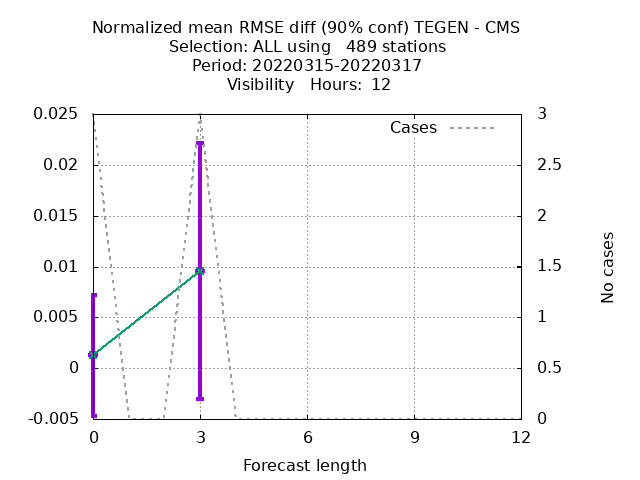 Normalized mean RMSE diff (90% conf) TEGEN - CMS
Selection: ALL using   489 stations
Period: 20220315-20220317
Visibility   Hours: 12
Cases
0.025
0.02
0.015
0.01
0.005
0
-0.005
3
2.5
2
1.5
1
0.5
0
No cases
0 3 6 9 12
Forecast length